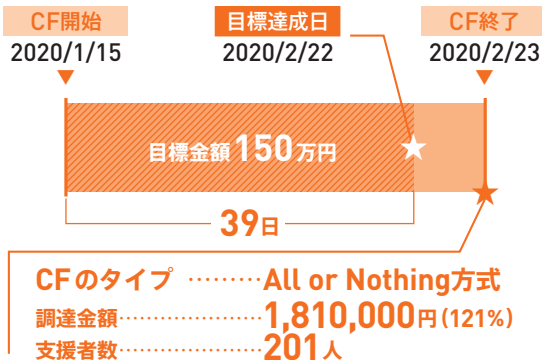 CF開始 目標達成日 CF終了
2020/1/15 2020/2/22 2020/2/23
目標金額150万円
39日
CFのタイプ ………All or Nothing方式
調達金額………………1,810,000円(121%)
支援者数………………201人